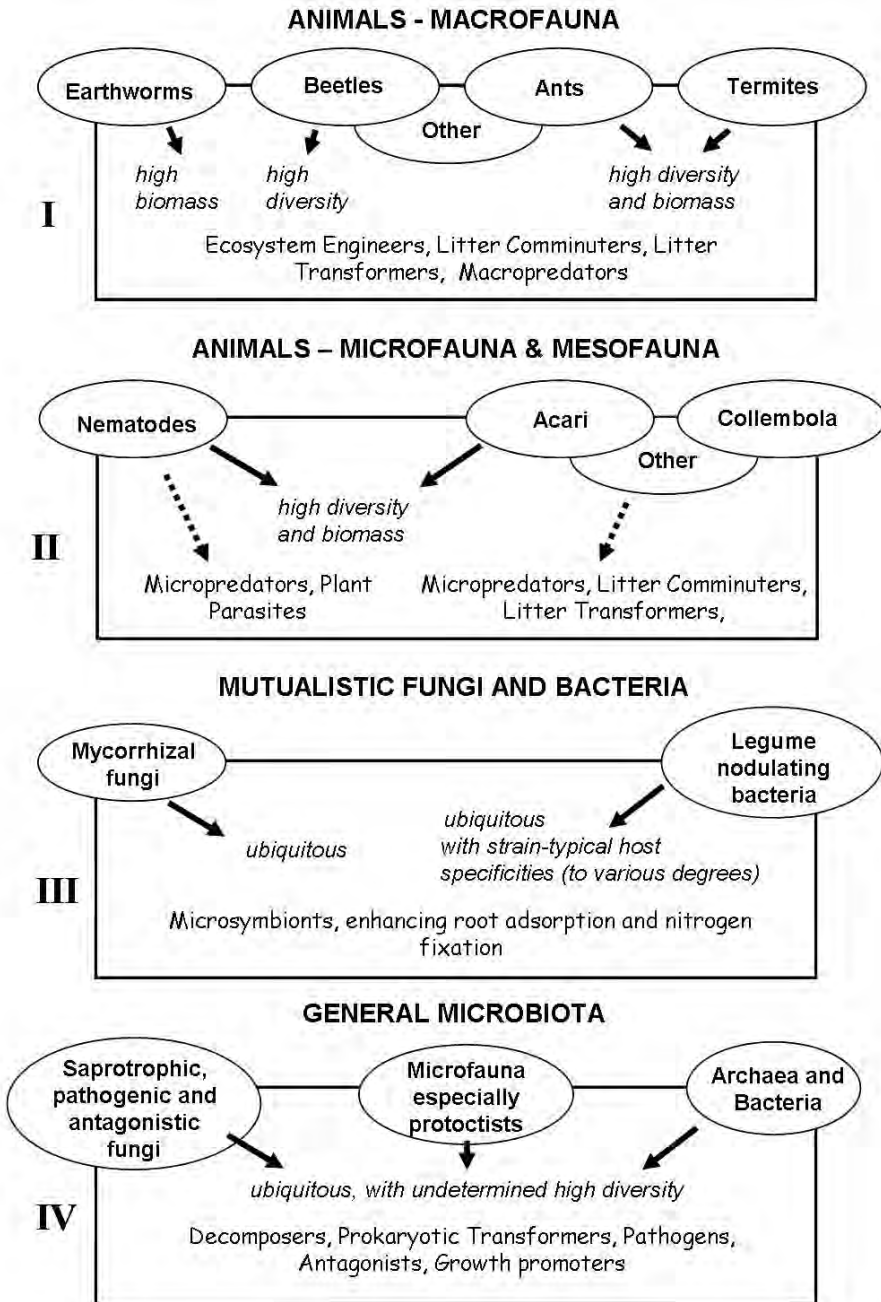 ANIMALS - MACROFAUNA
Earthworms
Beetles
Ants
Termites
Other
high
biomass
high
diversity
high diversity
and biomass
I
Ecosystem Engineers, Litter Comminuters, Litter
Transformers, Macropredators
ANIMALS – MICROFAUNA & MESOFAUNA
Nematodes
Acari
Collembola
Other
high diversity
and biomass
II
Micropredators, Plant
Parasites
Micropredators, Litter Comminuters,
Litter Transformers,
MUTUALISTIC FUNGI AND BACTERIA
Mycorrhizal
fungi
Legume
nodulating
bacteria
ubiquitous
ubiquitous
with strain-typical host
specificities (to various degrees)
III
Microsymbionts, enhancing root adsorption and nitrogen
fixation
GENERAL MICROBIOTA
Saprotrophic,
pathogenic and
antagonistic
fungi
Microfauna
especially
protoctists
Archaea and
Bacteria
ubiquitous, with undetermined high diversity
IV
Decomposers, Prokaryotic Transformers, Pathogens,
Antagonists, Growth promoters